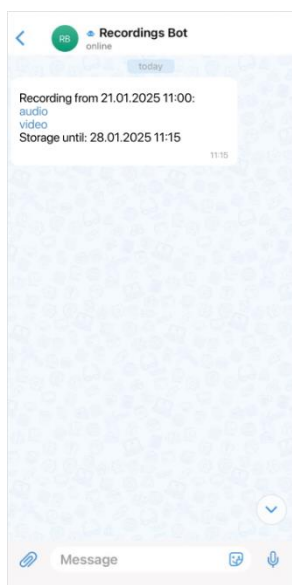 RB
Recordings Bot
online
today
Recording from 21.01.2025 11:00:
audio
video
Storage until: 28.01.2025 11:15
11:15
Message